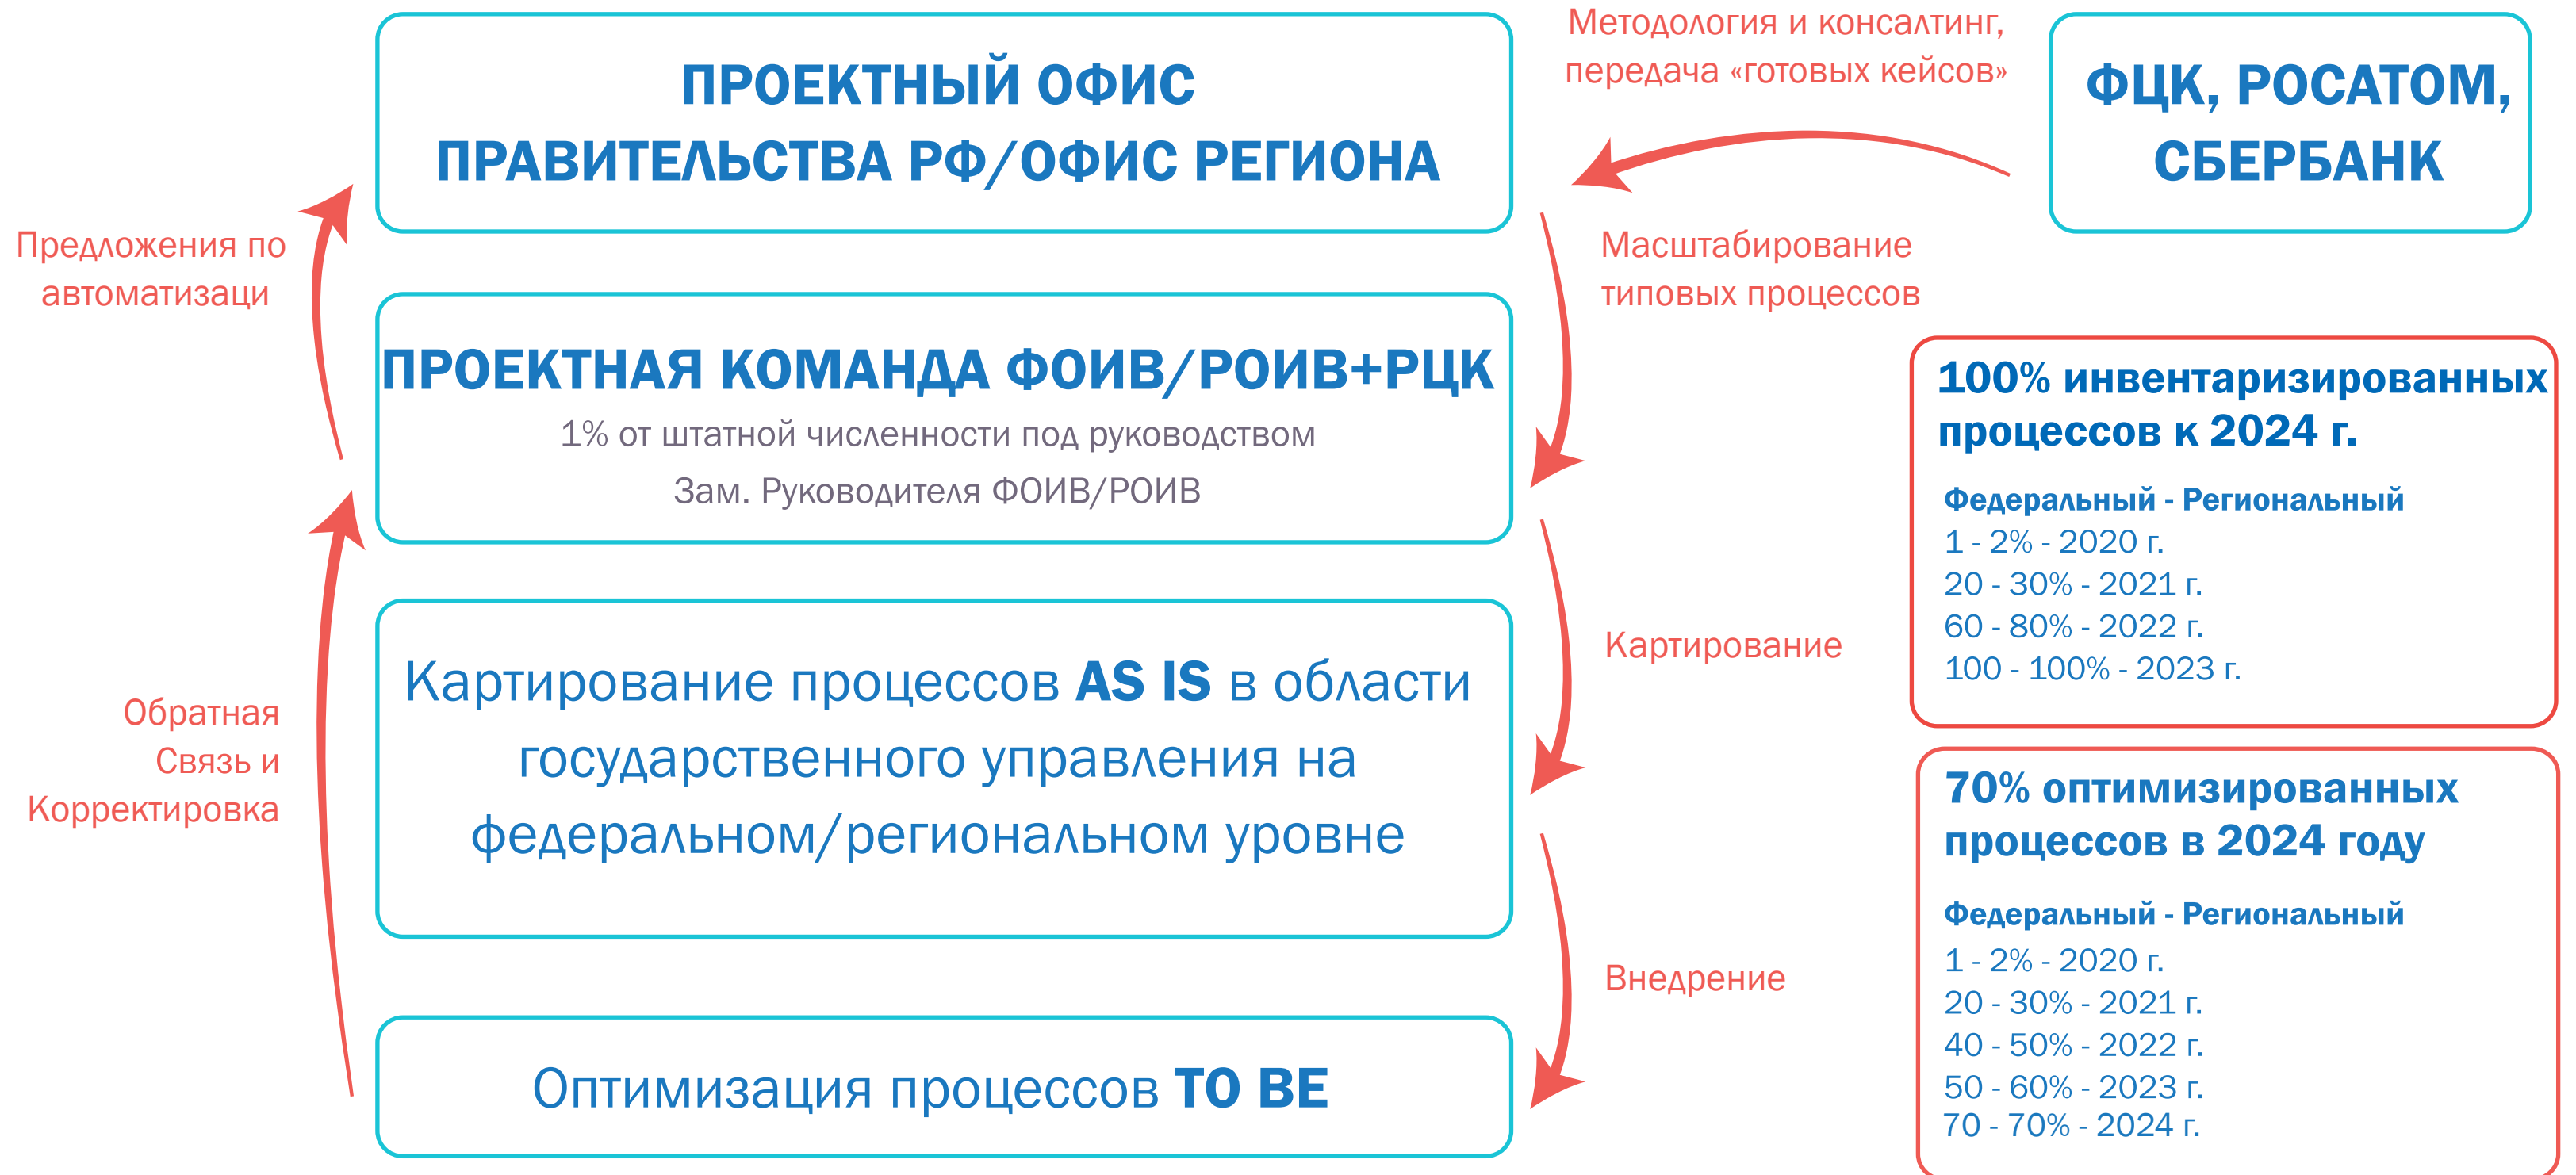 ПРОЕКТНЫЙ ОФИС
ПРАВИТЕЛЬСТВА РФ/ОФИС РЕГИОНА
Методология и консалтинг,
передача «готовых кейсов»
ФЦК, РОСАТОМ,
СБЕРБАНК
Предложения по
автоматизаци
Масштабирование
типовых процессов
ПРОЕКТНАЯ КОМАНДА ФОИВ/РОИВ+РЦК
1% от штатной численности под руководством
Зам. Руководителя ФОИВ/РОИВ
Картирование
Картирование процессов AS IS в области
государственного управления на
федеральном/региональном уровне
Обратная
Связь и
Корректировка
Внедрение
Оптимизация процессов TO BE
100% инвентаризированных
процессов к 2024 г.
Федеральный - Региональный
1 - 2% - 2020 г.
20 - 30% - 2021 г.
60 - 80% - 2022 г.
100 - 100% - 2023 г.
70% оптимизированных
процессов в 2024 году
Федеральный - Региональный
1 - 2% - 2020 г.
20 - 30% - 2021 г.
40 - 50% - 2022 г.
50 - 60% - 2023 г.
70 - 70% - 2024 г.